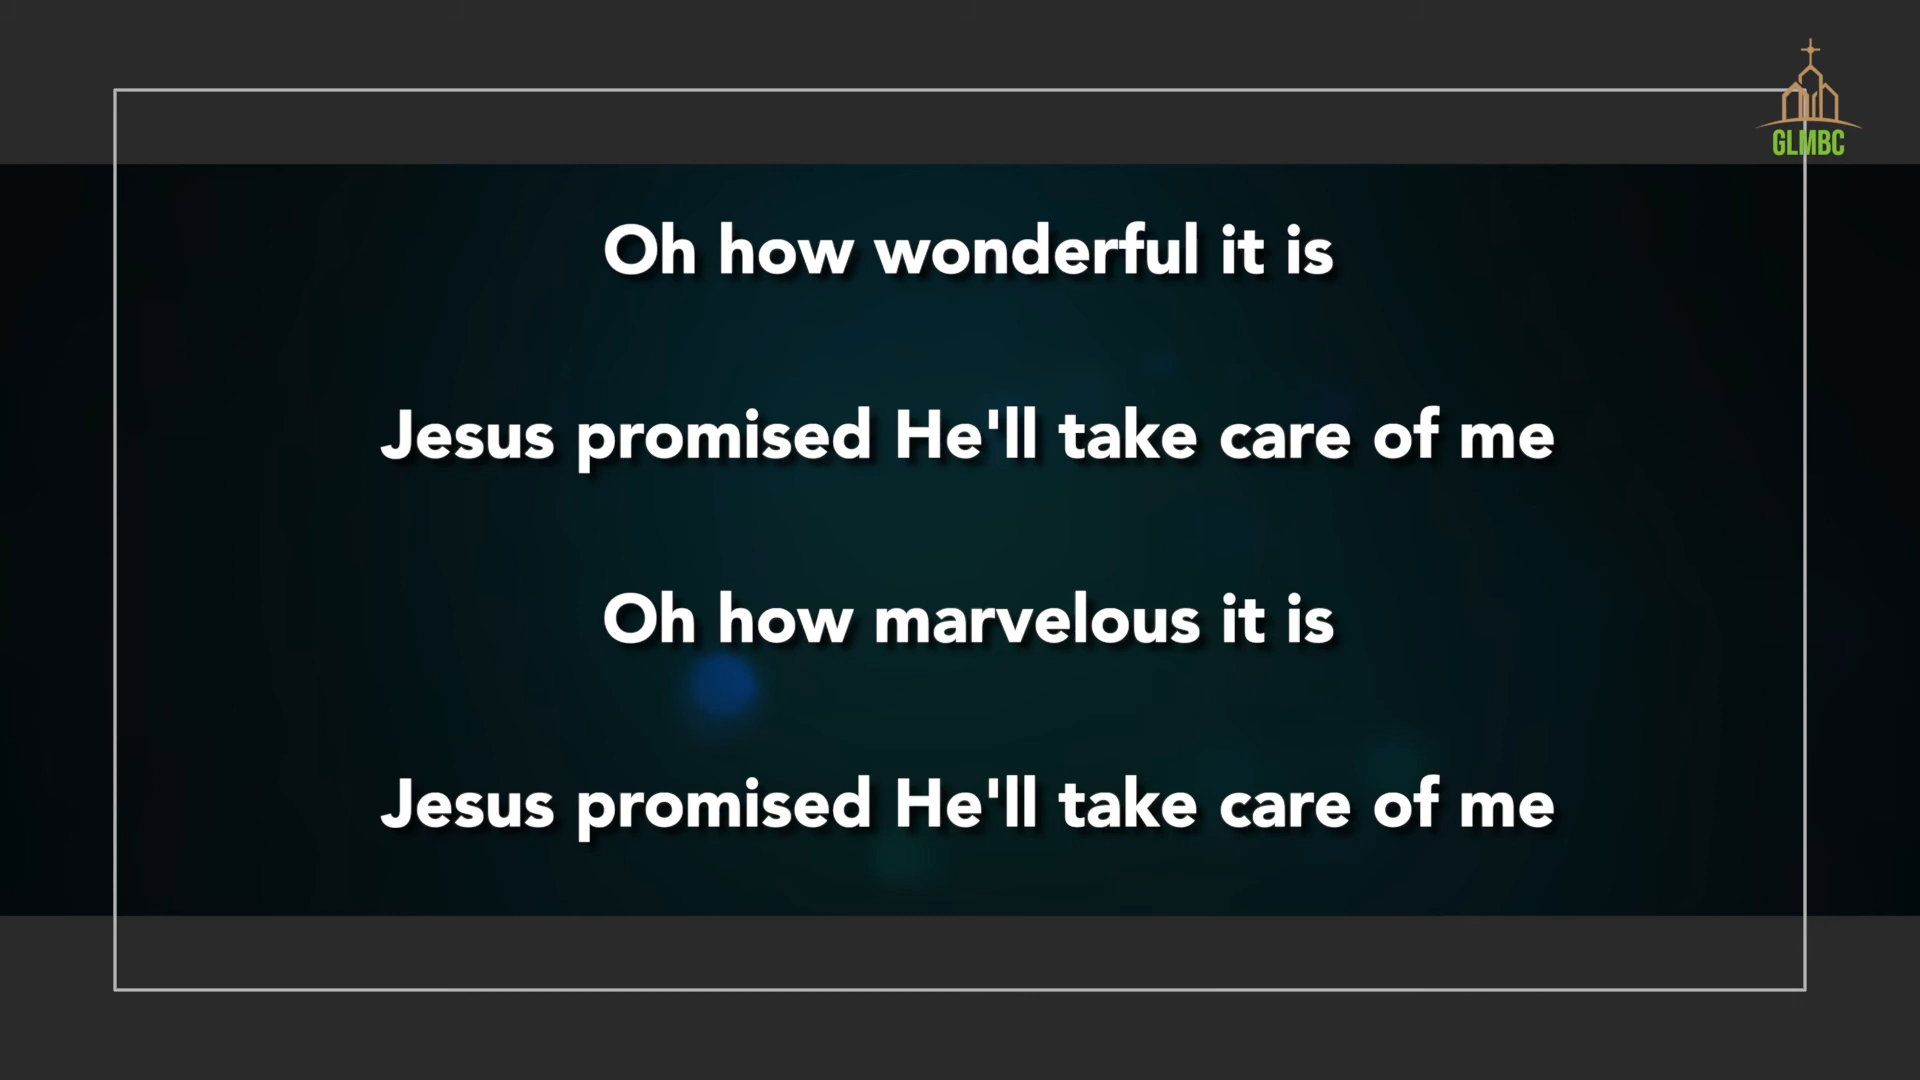 GLMBC
Oh how wonderful it is
Jesus promised He'll take care of me
Oh how marvelous it is
Jesus promised He'll take care of me